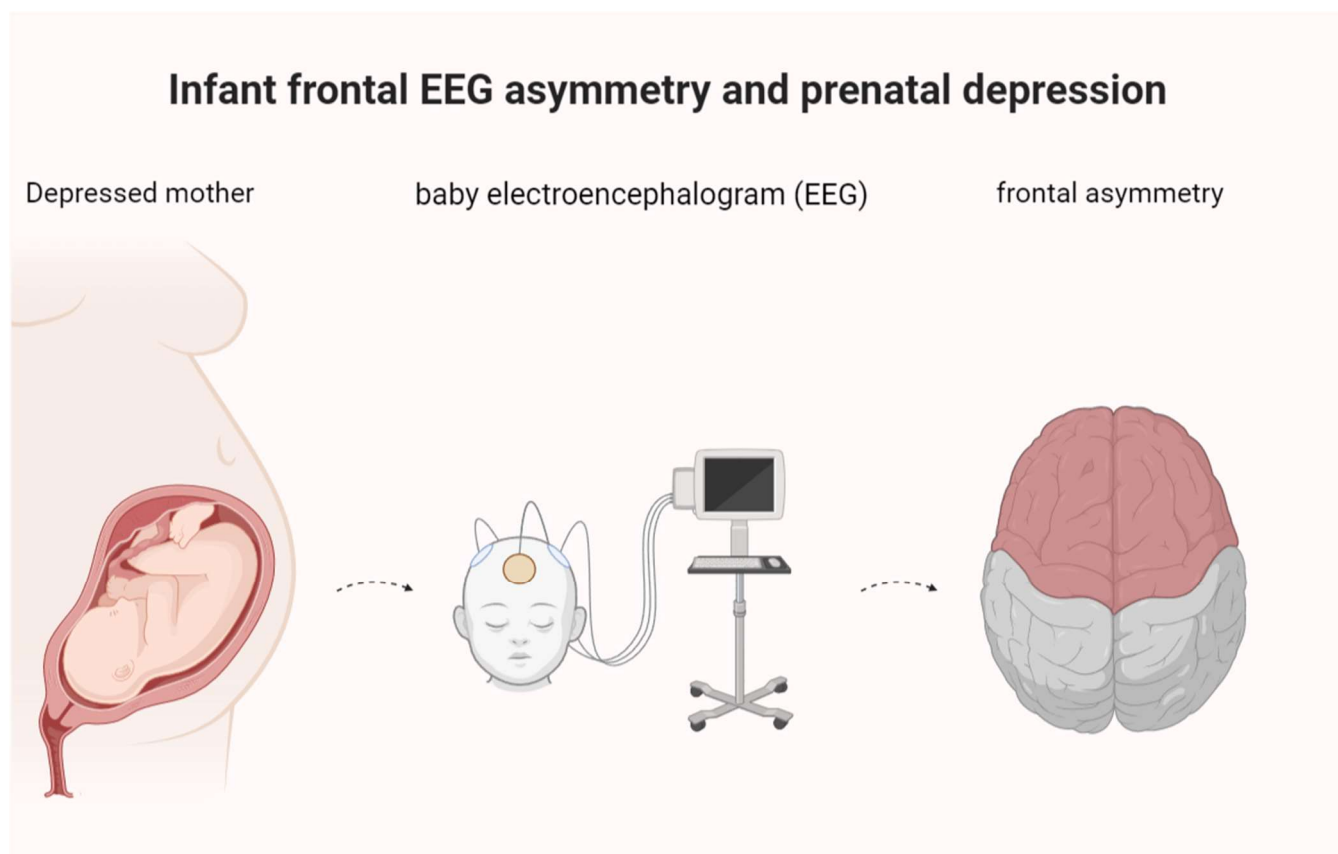 Infant frontal EEG asymmetry and prenatal depression
Depressed mother
baby electroencephalogram (EEG)
frontal asymmetry